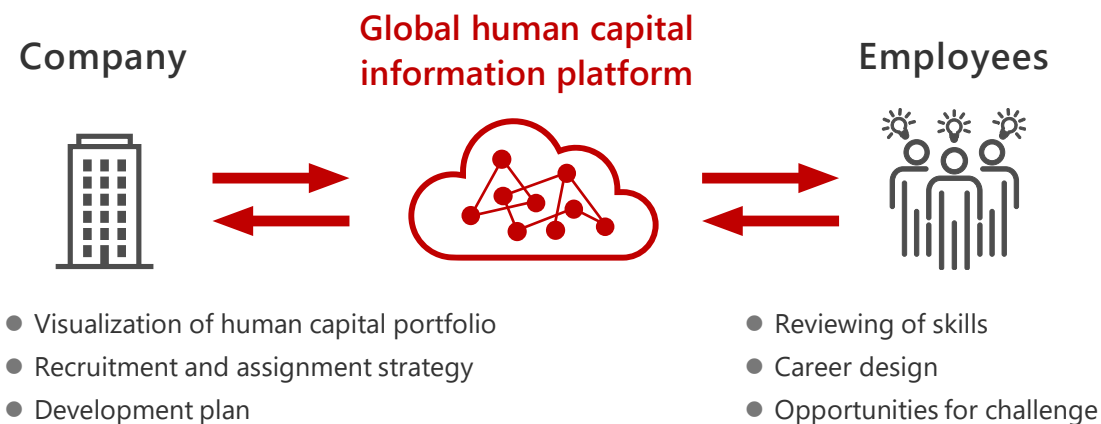 Company
Global human capital
information platform
Employees
● Visualization of human capital portfolio
● Recruitment and assignment strategy
● Development plan
● Reviewing of skills
● Career design
● Opportunities for challenge